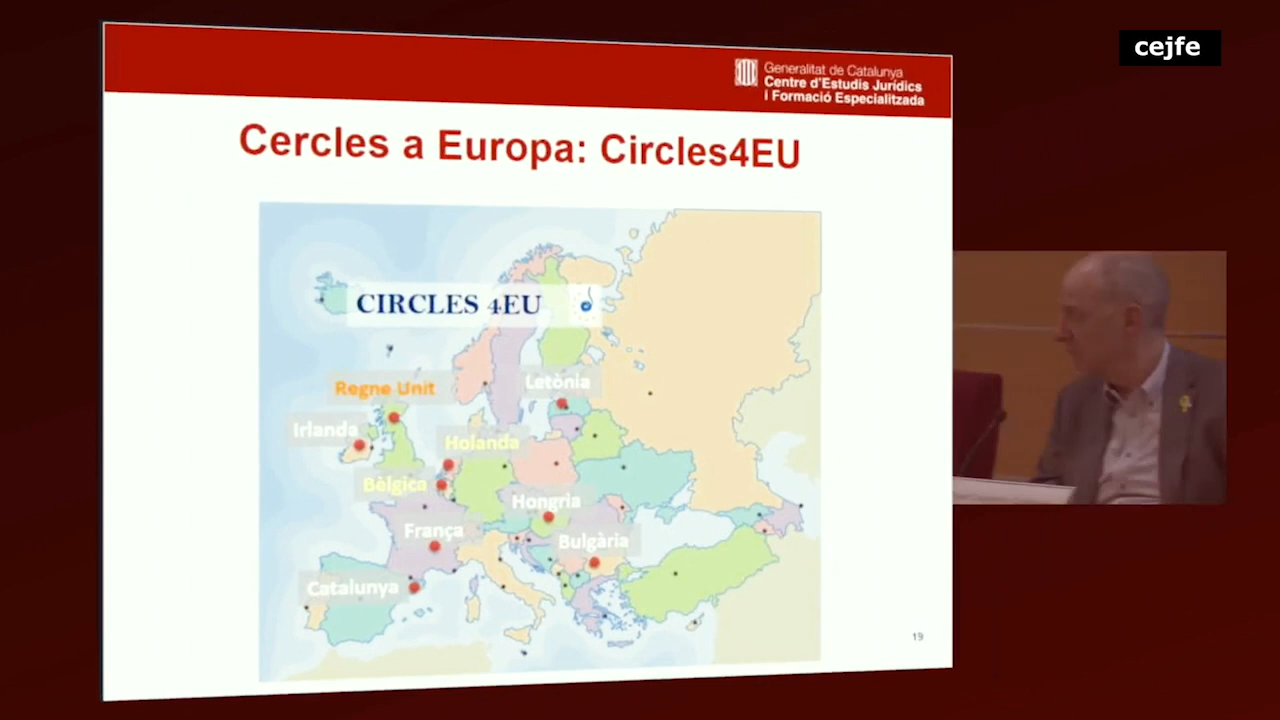 cejfe
Generalitat de Catalunya
Centre d'Estudis Jurídics
i Formació Especialitzada
Cercles a Europa: Circles4EU
CIRCLES 4EU
Regne Unit
Letònia
Irlanda
Holanda
Bèlgica
Hongria
França
Bulgària
Catalunya
19